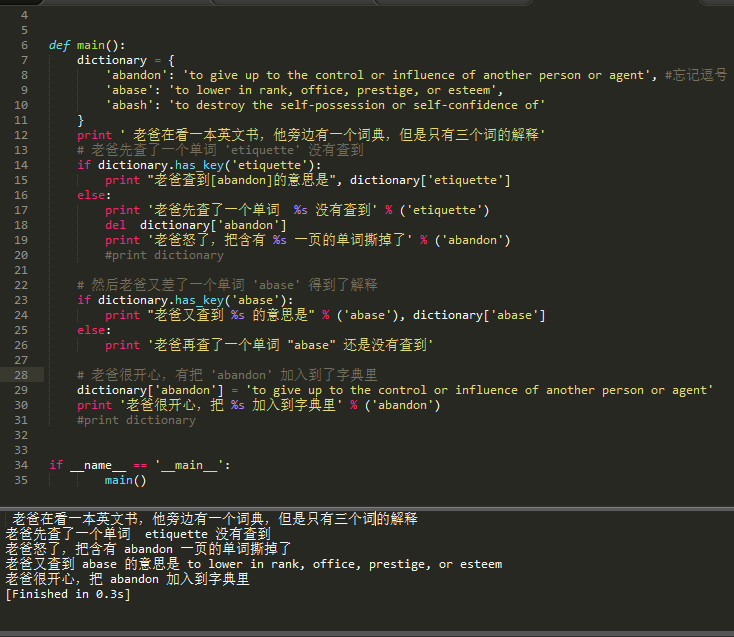 4
5
6 def main():
7 dictionary = {
8 'abandon': 'to give up to the control or influence of another person or agent', #忘记逗号
9 'abase': 'to lower in rank, office, prestige, or esteem',
10 'abash': 'to destroy the self-possession or self-confidence of'
11 }
12 print ' 老爸在看一本英文书，他旁边有一个词典，但是只有三个词的解释'
13 # 老爸先查了一个单词 'etiquette' 没有查到
14 if dictionary.has_key('etiquette'):
15 print "老爸查到[abandon]的意思是", dictionary['etiquette']
16 else:
17 print '老爸先查了一个单词  %s 没有查到' % ('etiquette')
18 del  dictionary['abandon']
19 print '老爸怒了，把含有 %s 一页的单词撕掉了' % ('abandon')
20 #print dictionary
21
22 # 然后老爸又差了一个单词 'abase' 得到了解释
23 if dictionary.has_key('abase'):
24 print "老爸又查到 %s 的意思是" % ('abase'), dictionary['abase']
25 else:
26 print '老爸再查了一个单词 "abase" 还是没有查到'
27
28 # 老爸很开心，有把 'abandon' 加入到了字典里
29 dictionary['abandon'] = 'to give up to the control or influence of another person or agent'
30 print '老爸很开心，把 %s 加入到字典里' % ('abandon')
31 #print dictionary
32
33
34 if __name__ == '__main__':
35 main()
老爸在看一本英文书，他旁边有一个词典，但是只有三个词的解释
老爸先查了一个单词  etiquette 没有查到
老爸怒了，把含有 abandon 一页的单词撕掉了
老爸又查到 abase 的意思是 to lower in rank, office, prestige, or esteem
老爸很开心，把 abandon 加入到字典里
[Finished in 0.3s]